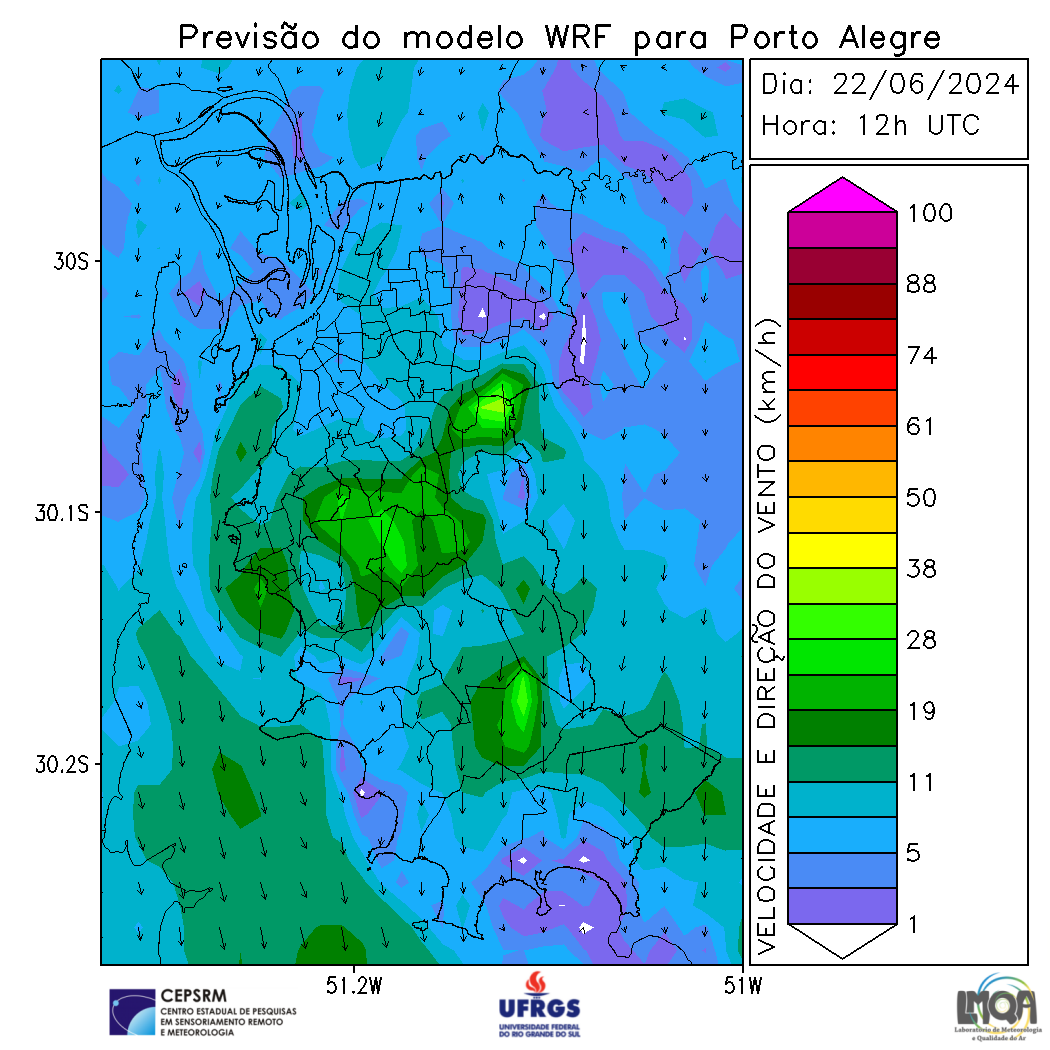 Previsão do modelo WRF para Porto Alegre
Dia: 22/06/2024
Hora: 12h UTC
30S
30.1S
30.2S
51.2W
51W
VELOCIDADE E DIREÇÃO DO VENTO (km/h)
100
88
74
61
50
38
28
19
11
5
1
CEPSRM
CENTRO ESTADUAL DE PESQUISAS
EM SENSORIAMENTO REMOTO
E METEOROLOGIA
UFRGS
UNIVERSIDADE FEDERAL
DO RIO GRANDE DO SUL
LMQA
Laboratório de Meteorologia
e Qualidade do Ar